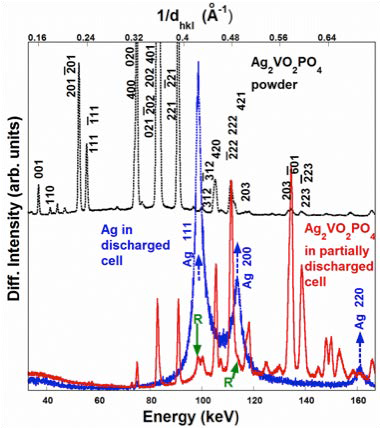 1/d_hkl (Å⁻¹)
0.16 0.24 0.32 0.4 0.48 0.56 0.64
Ag₂VO₂PO₄
powder
001
110
201 2̄01
111 1̄11
400 020
021 2̄02 202 401
221 2̄21
312 3̄12
420
2̄22 222
421
203
2̄03 6̄01
223 2̄23
Diff. Intensity (arb. units)
Ag in
discharged
cell
Ag 111
Ag 200
Ag₂VO₂PO₄
in partially
discharged
cell
Ag 220
R
R
40 60 80 100 120 140 160
Energy (keV)